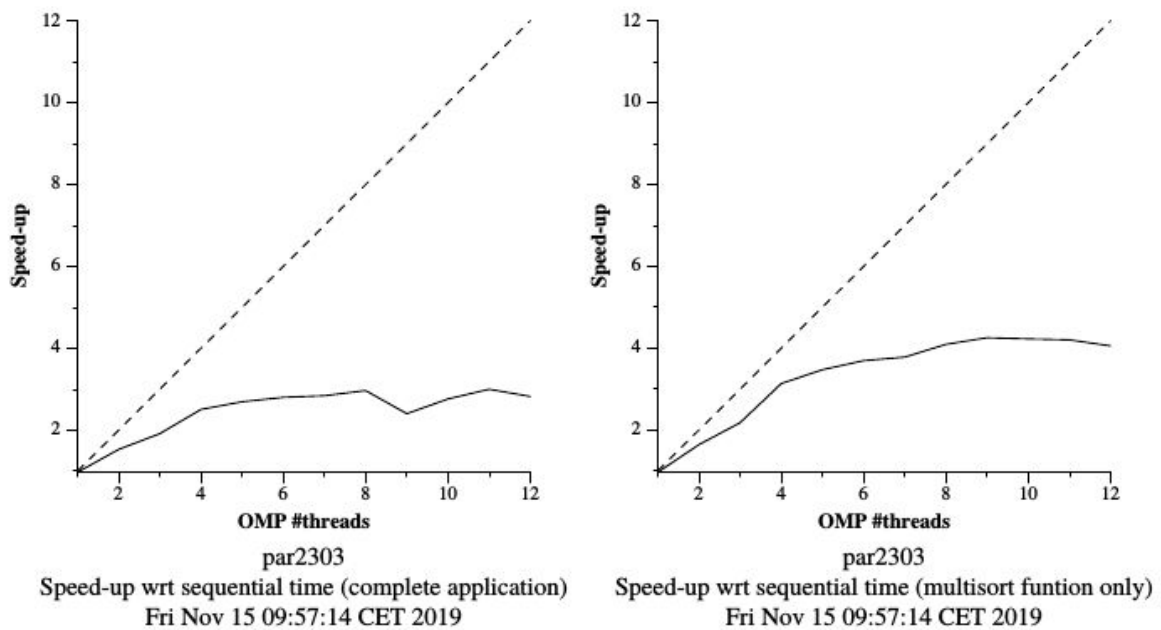 12
10
8
6
4
2
Speed-up
2 4 6 8 10 12
OMP #threads
par2303
Speed-up wrt sequential time (complete application)
Fri Nov 15 09:57:14 CET 2019
12
10
8
6
4
2
Speed-up
2 4 6 8 10 12
OMP #threads
par2303
Speed-up wrt sequential time (multisort funtion only)
Fri Nov 15 09:57:14 CET 2019